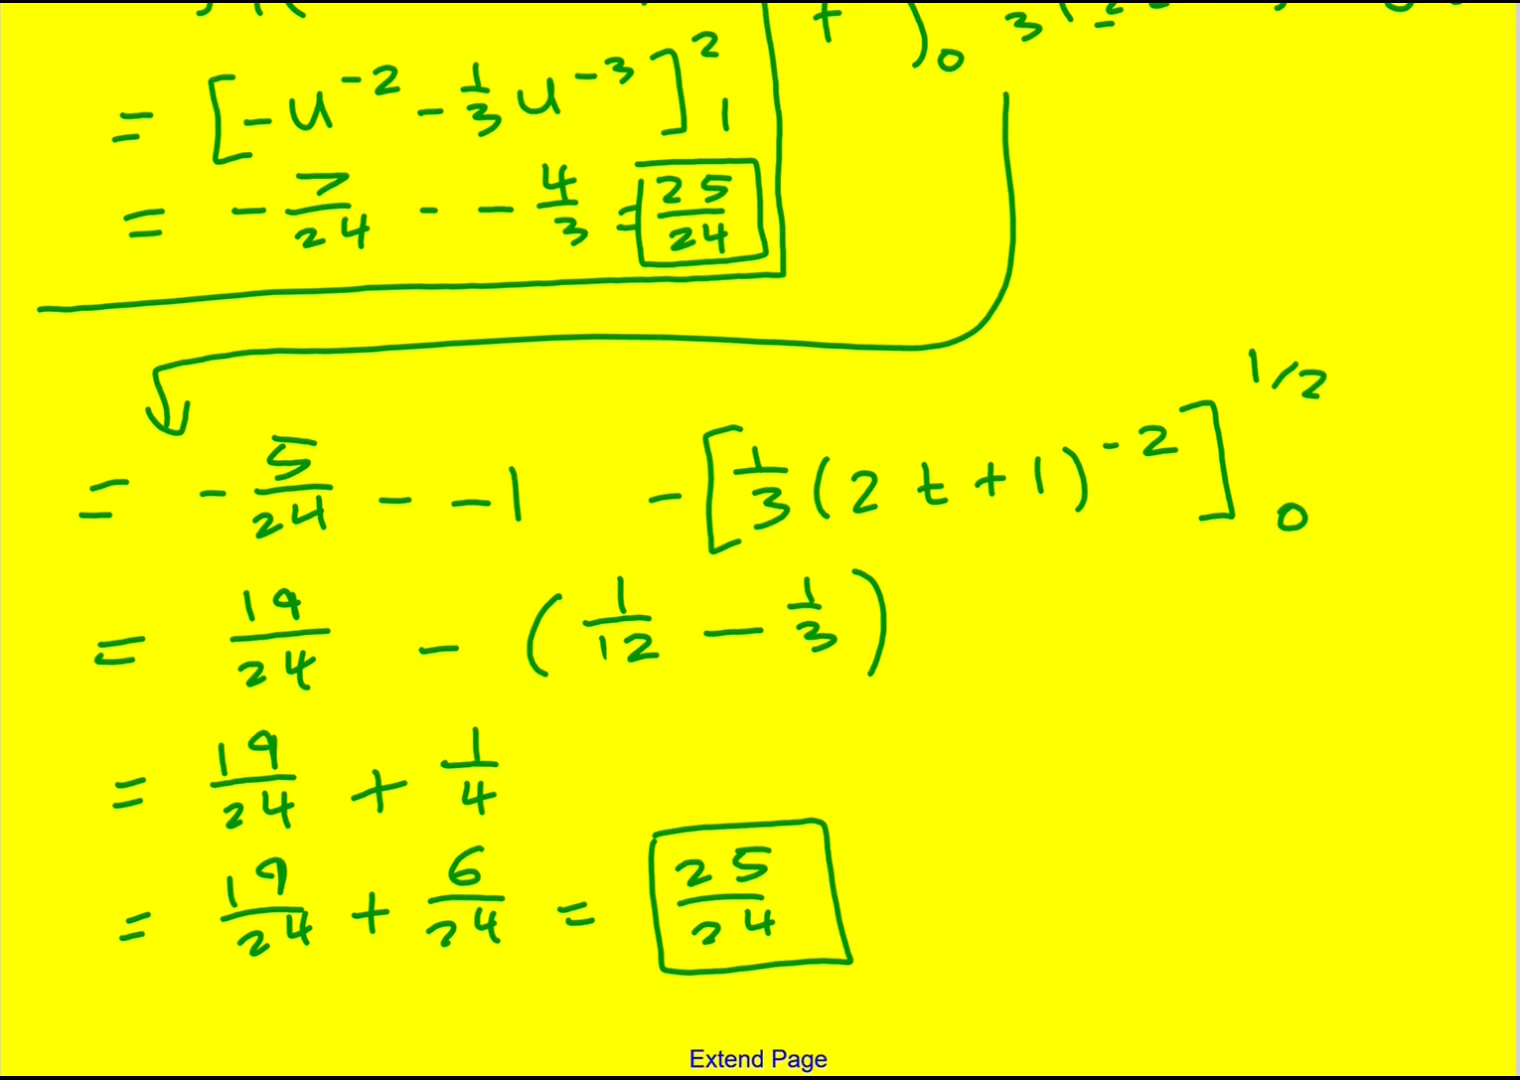 = [-u^{-2} - 1/3 u^{-3}]_1^2
= -7/24 - -4/3 = 25/24
= -5/24 - -1 - [1/3 (2t+1)^{-2}]_0^{1/2}
= 19/24 - (1/12 - 1/3)
= 19/24 + 1/4
= 19/24 + 6/24 = 25/24
Extend Page